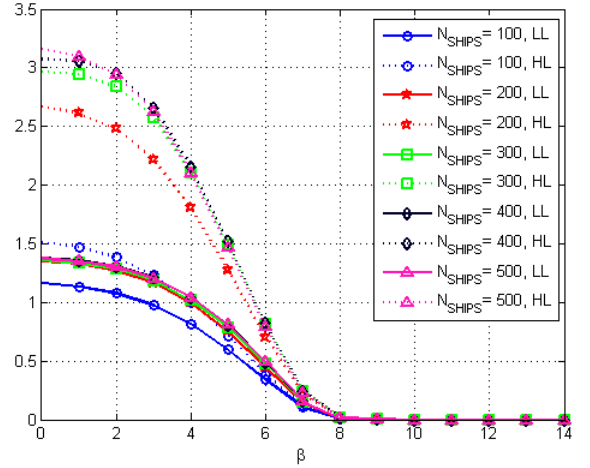 3.5
3
2.5
2
1.5
1
0.5
0
0 2 4 6 8 10 12 14
β
N_SHIPS= 100, LL
N_SHIPS= 100, HL
N_SHIPS= 200, LL
N_SHIPS= 200, HL
N_SHIPS= 300, LL
N_SHIPS= 300, HL
N_SHIPS= 400, LL
N_SHIPS= 400, HL
N_SHIPS= 500, LL
N_SHIPS= 500, HL